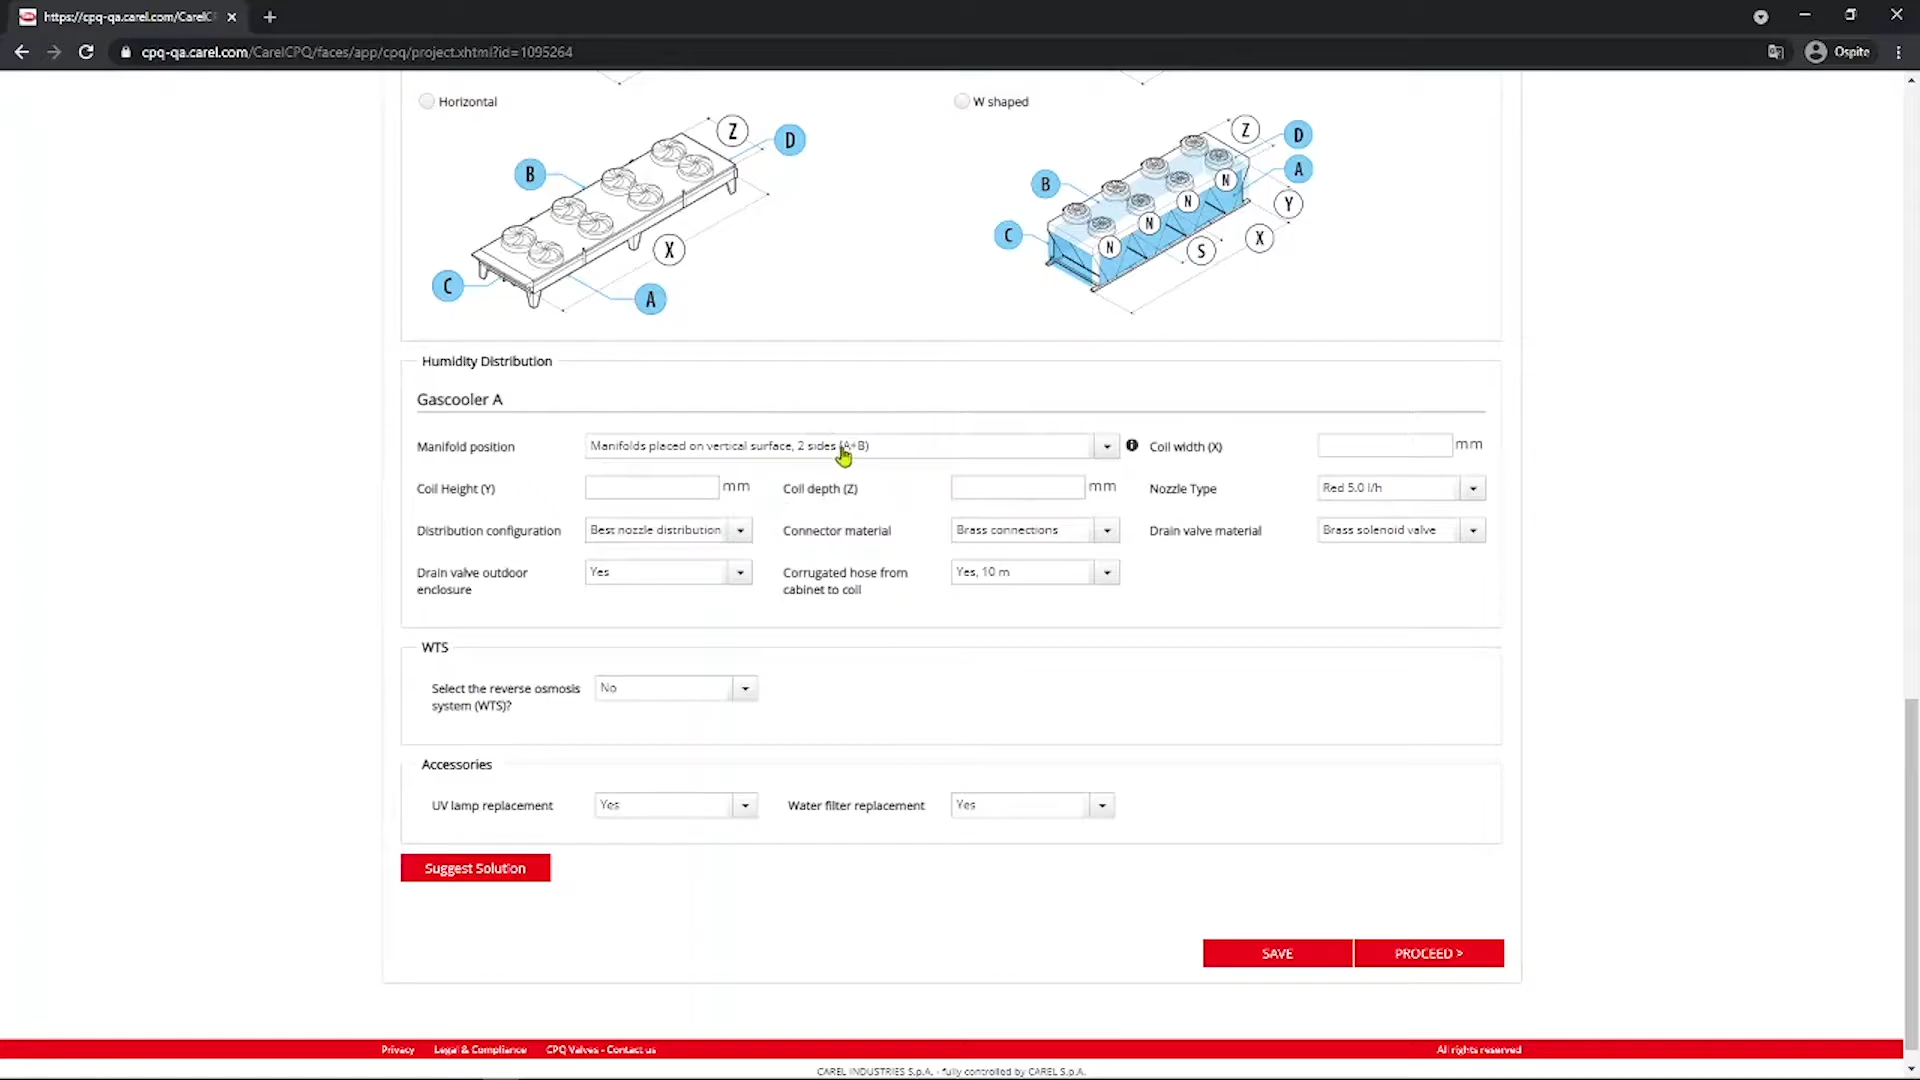 https://cpq-qa.carel.com/CarelC
cpq-qa.carel.com/CarelCPQ/faces/app/cpq/project.xhtml?id=1095264
Ospite
Horizontal
W shaped
Z
D
B
X
C
A
Z
D
A
B
N
N
N
N
Y
C
S
X
Humidity Distribution
Gascooler A
Manifold position
Manifolds placed on vertical surface, 2 sides (A+B)
Coil width (X)
mm
Coil Height (Y)
mm
Coil depth (Z)
mm
Nozzle Type
Red 5.0 l/h
Distribution configuration
Best nozzle distribution
Connector material
Brass connections
Drain valve material
Brass solenoid valve
Drain valve outdoor
enclosure
Yes
Corrugated hose from
cabinet to coil
Yes, 10 m
WTS
Select the reverse osmosis
system (WTS)?
No
Accessories
UV lamp replacement
Yes
Water filter replacement
Yes
Suggest Solution
SAVE
PROCEED >
Privacy
Legal & Compliance
CPQ Valves - Contact us
All rights reserved
CAREL INDUSTRIES S.p.A. - fully controlled by CAREL S.p.A.